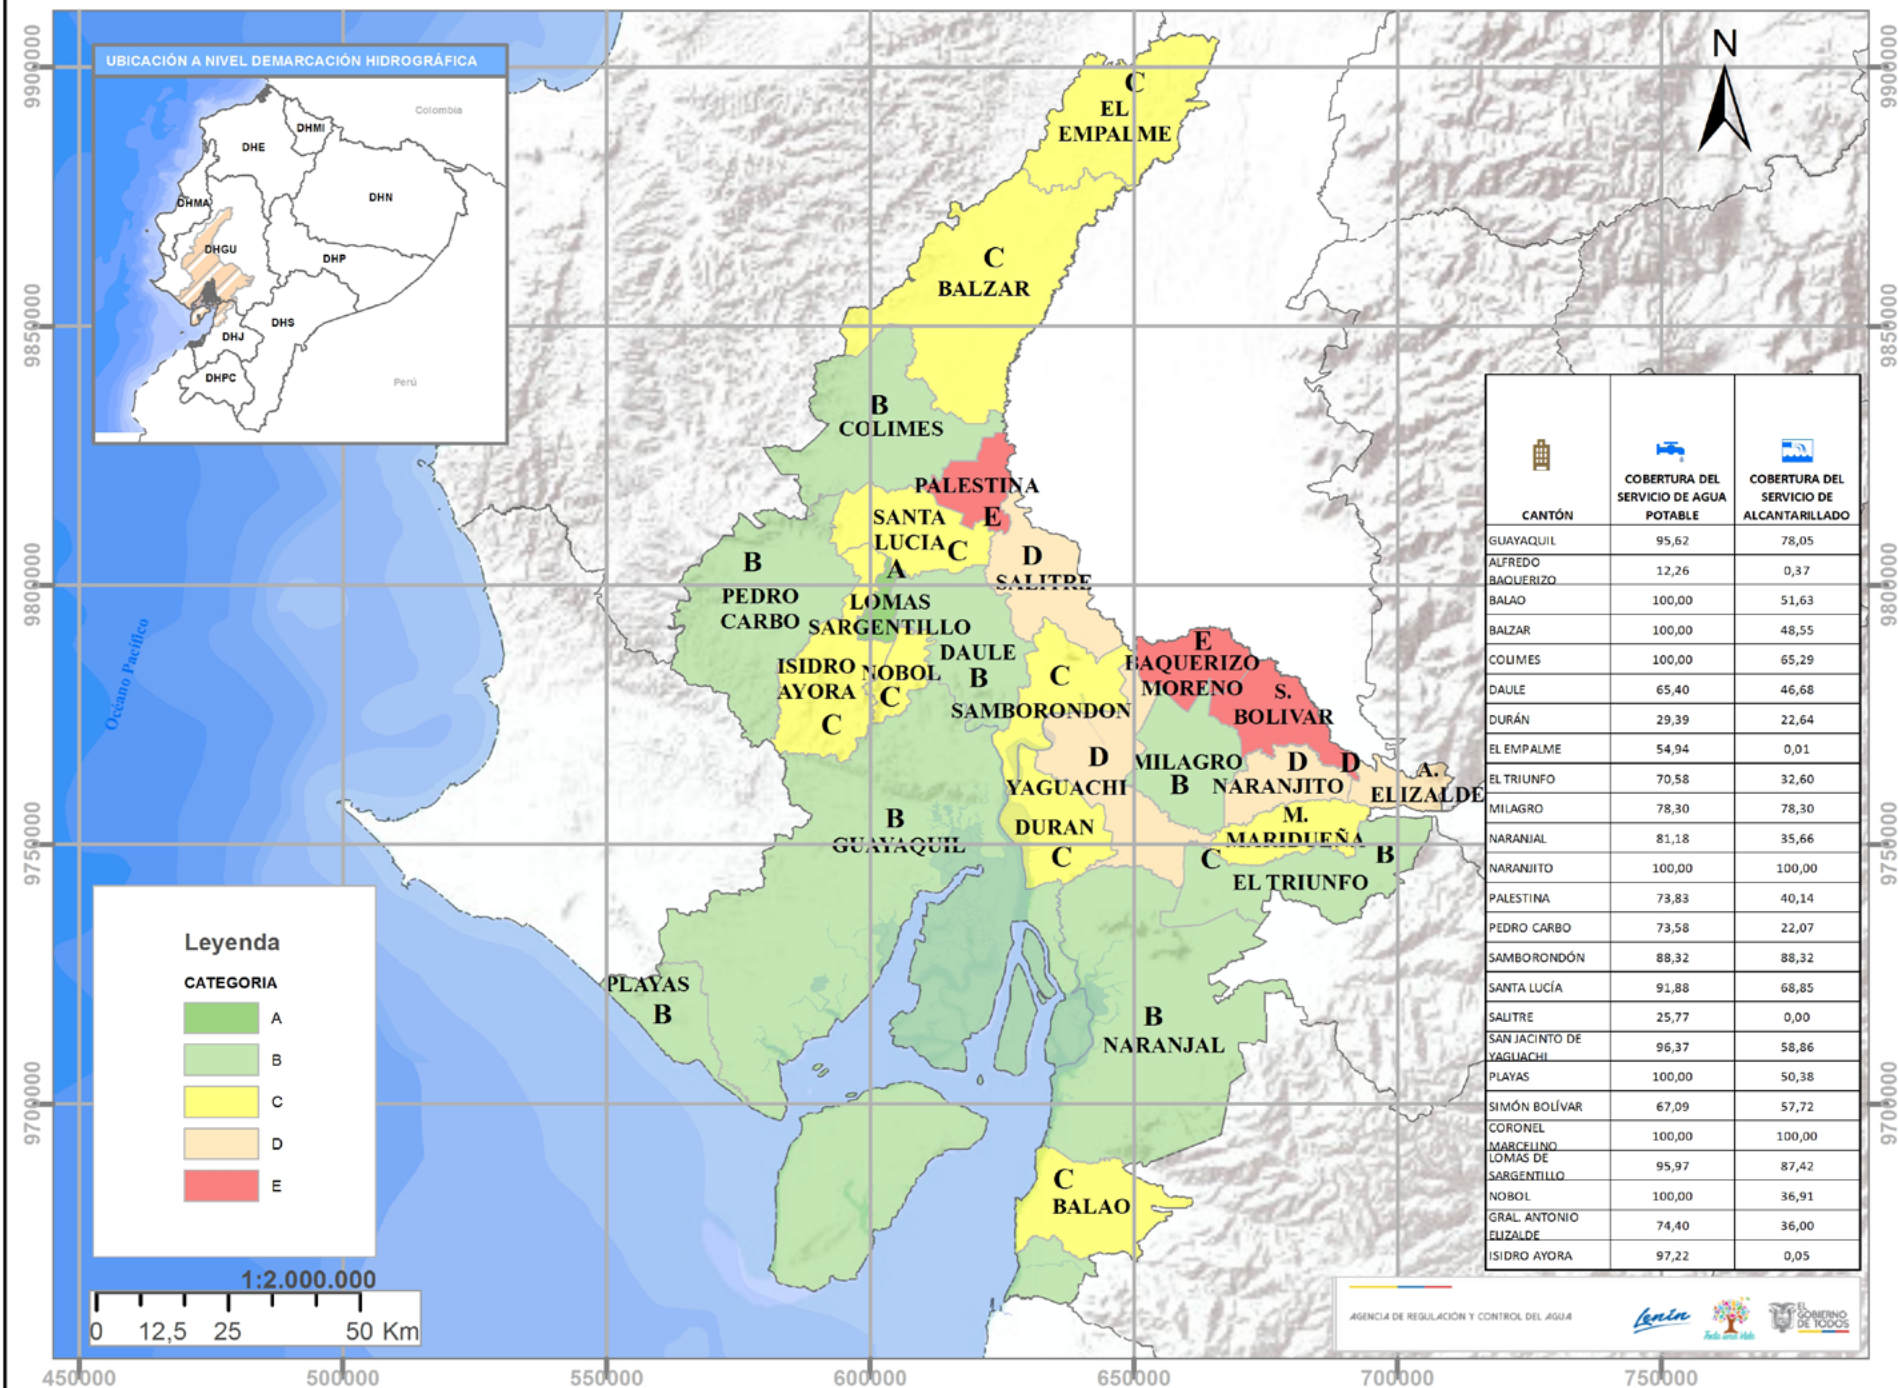 UBICACIÓN A NIVEL DEMARCACIÓN HIDROGRÁFICA
Colombia
DHMI
DHE
DHN
DHMA
DHGU
DHP
DHS
DHJ
DHPC
Perú
N
C
EL
EMPALME
C
BALZAR
B
COLIMES
PALESTINA
E
SANTA
LUCIA
C
A
LOMAS
SARGENTILLO
D
SALITRE
B
PEDRO
CARBO
ISIDRO
AYORA
C
NOBOL
C
DAULE
B
C
SAMBORONDON
E
BAQUERIZO
MORENO
S.
BOLIVAR
D
YAGUACHI
MILAGRO
B
D
NARANJITO
D
A.
ELIZALDE
M.
MARIDUEÑA
C
B
EL TRIUNFO
DURAN
C
B
GUAYAQUIL
PLAYAS
B
B
NARANJAL
C
BALAO
Océano Pacífico
CANTÓN
COBERTURA DEL SERVICIO DE AGUA POTABLE
COBERTURA DEL SERVICIO DE ALCANTARILLADO
GUAYAQUIL 95,62 78,05
ALFREDO BAQUERIZO 12,26 0,37
BALAO 100,00 51,63
BALZAR 100,00 48,55
COLIMES 100,00 65,29
DAULE 65,40 46,68
DURÁN 29,39 22,64
EL EMPALME 54,94 0,01
EL TRIUNFO 70,58 32,60
MILAGRO 78,30 78,30
NARANJAL 81,18 35,66
NARANJITO 100,00 100,00
PALESTINA 73,83 40,14
PEDRO CARBO 73,58 22,07
SAMBORONDÓN 88,32 88,32
SANTA LUCÍA 91,88 68,85
SALITRE 25,77 0,00
SAN JACINTO DE YAGUACHI 96,37 58,86
PLAYAS 100,00 50,38
SIMÓN BOLÍVAR 67,09 57,72
CORONEL MARCELINO 100,00 100,00
LOMAS DE SARGENTILLO 95,97 87,42
NOBOL 100,00 36,91
GRAL. ANTONIO ELIZALDE 74,40 36,00
ISIDRO AYORA 97,22 0,05
Leyenda
CATEGORIA
A
B
C
D
E
1:2.000.000
0 12,5 25 50 Km
AGENCIA DE REGULACIÓN Y CONTROL DEL AGUA
Lenín
Toda una Vida
EL
GOBIERNO
DE TODOS
9900000
9850000
9800000
9750000
9700000
9900000
9850000
9800000
9750000
9700000
450000 500000 550000 600000 650000 700000 750000